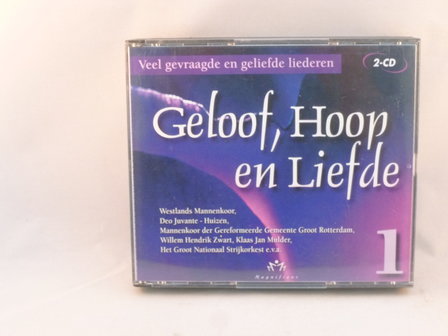 Veel gevraagde en geliefde liederen
2-CD
Geloof, Hoop
en Liefde
Westlands Mannenkoor,
Deo Juvante - Huizen,
Mannenkoor der Gereformeerde Gemeente Groot Rotterdam,
Willem Hendrik Zwart, Klaas Jan Mulder,
Het Groot Nationaal Strijkorkest e.v.a.
1